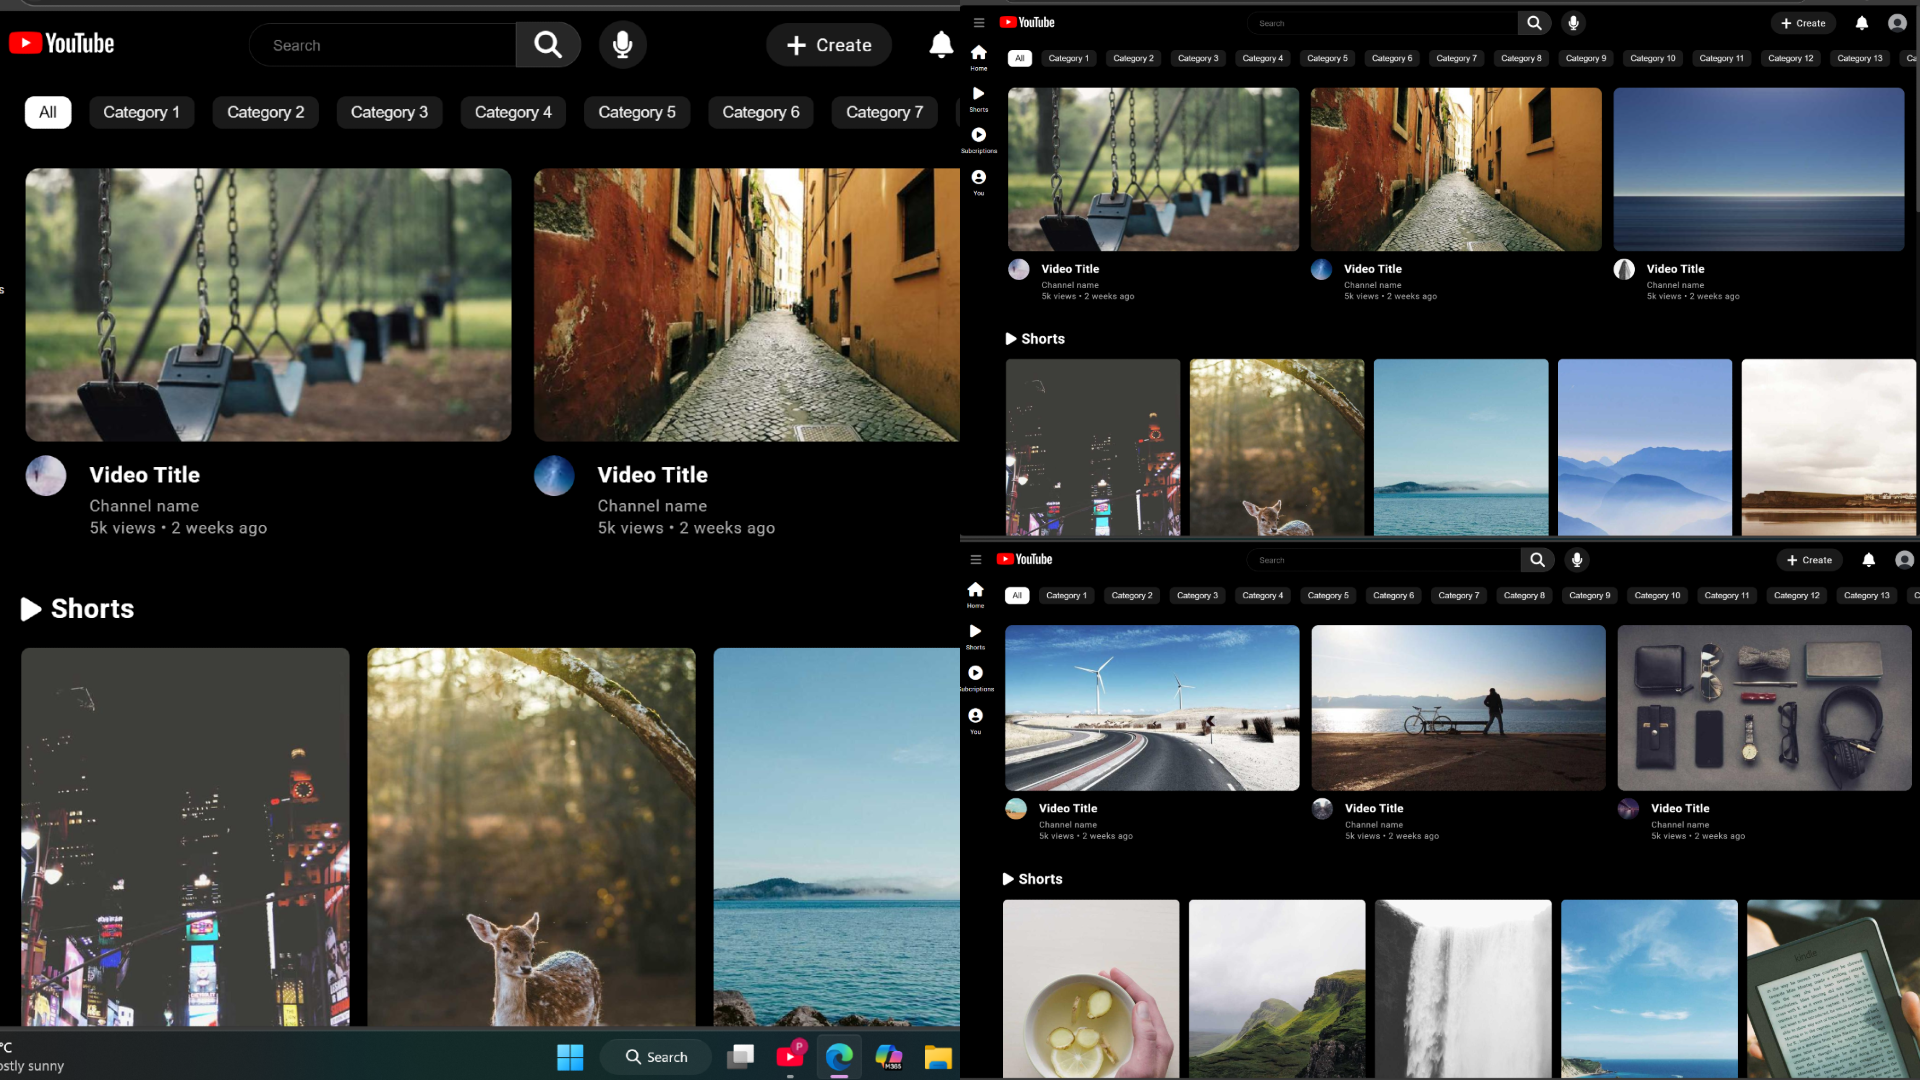 YouTube
Search
Create
All
Category 1
Category 2
Category 3
Category 4
Category 5
Category 6
Category 7
s
Video Title
Channel name
5k views • 2 weeks ago
Video Title
Channel name
5k views • 2 weeks ago
Shorts
°C
ostly sunny
Search
P
M365
YouTube
Search
Create
Home
Shorts
Subcriptions
You
All
Category 1
Category 2
Category 3
Category 4
Category 5
Category 6
Category 7
Category 8
Category 9
Category 10
Category 11
Category 12
Category 13
Ca
Video Title
Channel name
5k views • 2 weeks ago
Video Title
Channel name
5k views • 2 weeks ago
Video Title
Channel name
5k views • 2 weeks ago
Shorts
YouTube
Search
Create
Home
Shorts
ubcriptions
You
All
Category 1
Category 2
Category 3
Category 4
Category 5
Category 6
Category 7
Category 8
Category 9
Category 10
Category 11
Category 12
Category 13
C
Video Title
Channel name
5k views • 2 weeks ago
Video Title
Channel name
5k views • 2 weeks ago
Video Title
Channel name
5k views • 2 weeks ago
Shorts
kindle